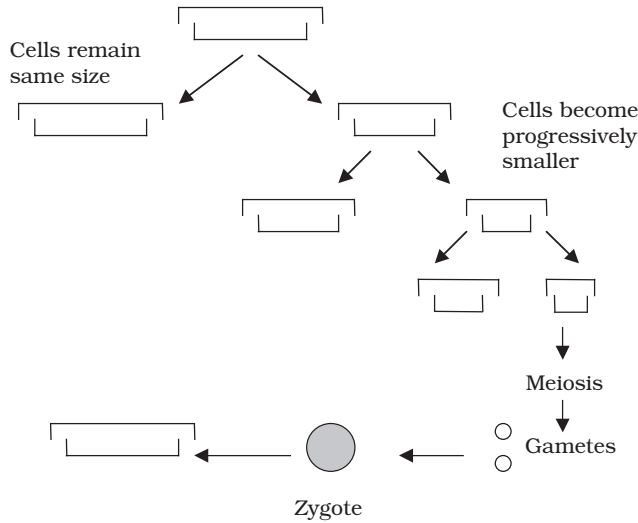 Cells remain
same size
Cells become
progressively
smaller
Meiosis
Gametes
Zygote